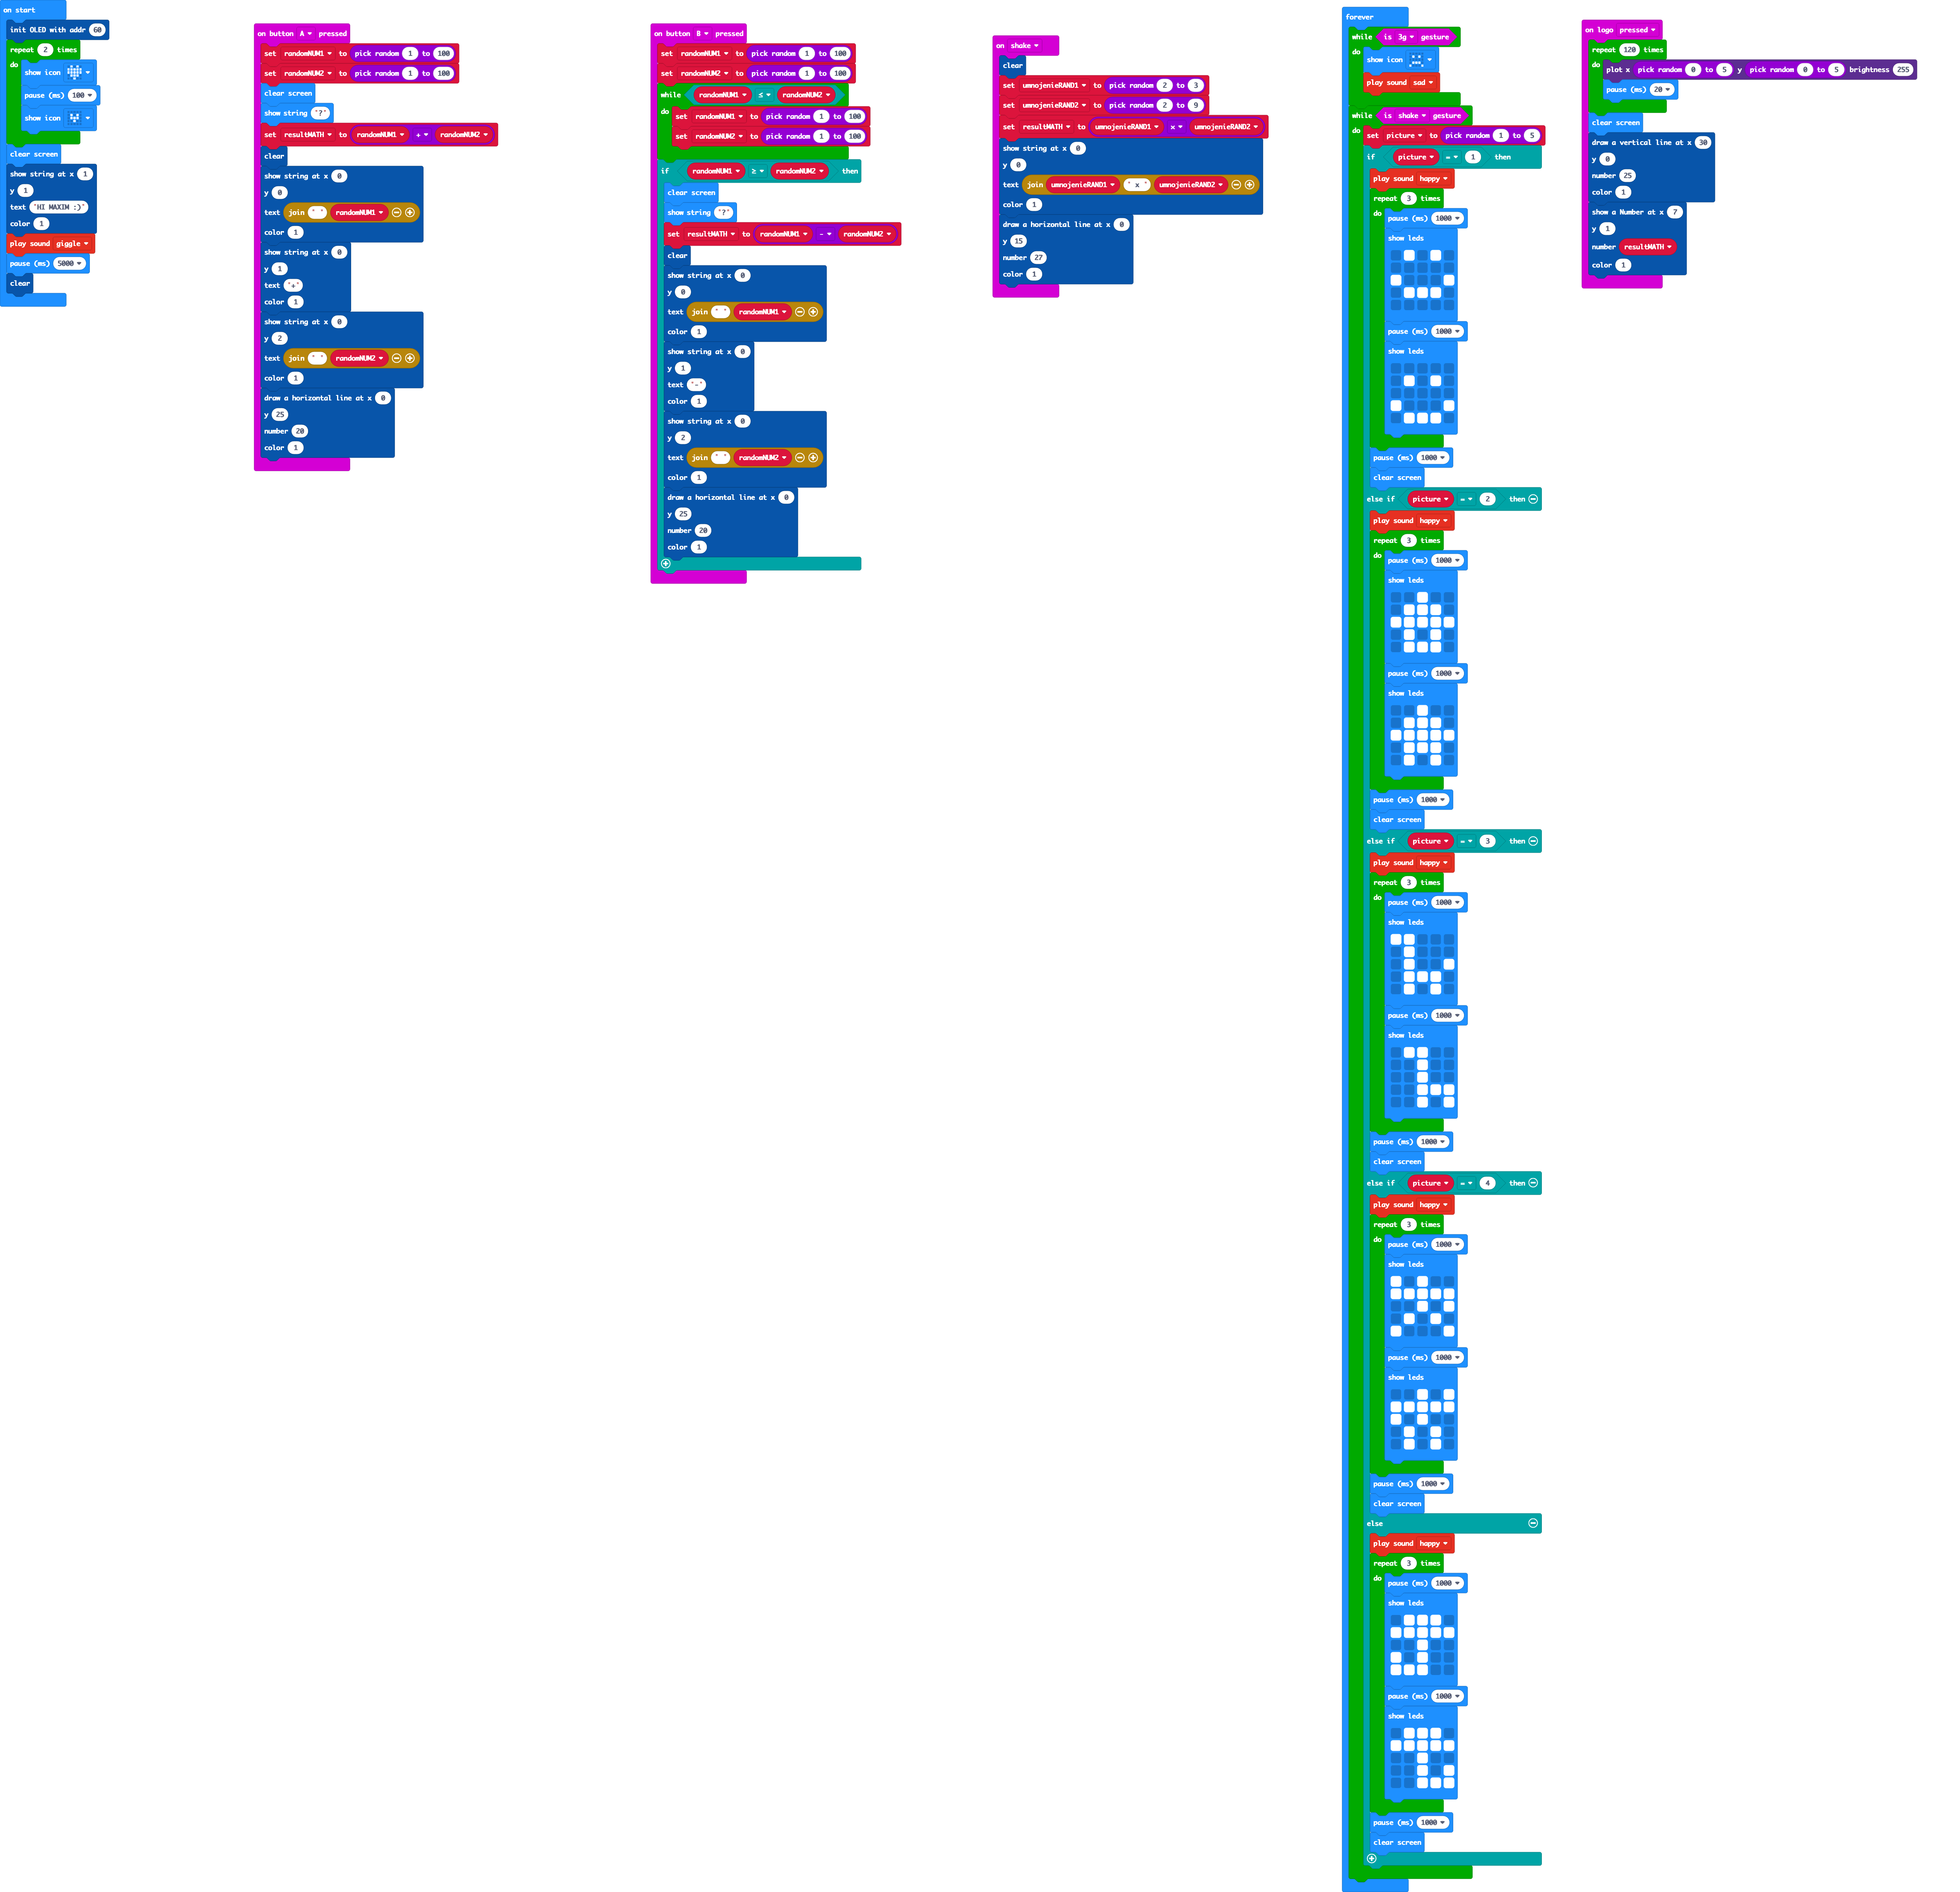 on start
init OLED with addr 60
repeat 2 times
do
show icon
pause (ms) 100
show icon
clear screen
show string at x 1
y 1
text "HI MAXIM :)"
color 1
play sound giggle
pause (ms) 5000
clear
on button A pressed
set randomNUM1 to pick random 1 to 100
set randomNUM2 to pick random 1 to 100
clear screen
show string "?"
set resultMATH to randomNUM1 + randomNUM2
clear
show string at x 0
y 0
text join " " randomNUM1
color 1
show string at x 0
y 1
text "+"
color 1
show string at x 0
y 2
text join " " randomNUM2
color 1
draw a horizontal line at x 0
y 25
number 20
color 1
on button B pressed
set randomNUM1 to pick random 1 to 100
set randomNUM2 to pick random 1 to 100
while randomNUM1 ≤ randomNUM2
do
set randomNUM1 to pick random 1 to 100
set randomNUM2 to pick random 1 to 100
if randomNUM1 ≥ randomNUM2 then
clear screen
show string "?"
set resultMATH to randomNUM1 - randomNUM2
clear
show string at x 0
y 0
text join " " randomNUM1
color 1
show string at x 0
y 1
text "-"
color 1
show string at x 0
y 2
text join " " randomNUM2
color 1
draw a horizontal line at x 0
y 25
number 20
color 1
on shake
clear
set umnojenieRAND1 to pick random 2 to 3
set umnojenieRAND2 to pick random 2 to 9
set resultMATH to umnojenieRAND1 × umnojenieRAND2
show string at x 0
y 0
text join umnojenieRAND1 " x " umnojenieRAND2
color 1
draw a horizontal line at x 0
y 15
number 27
color 1
forever
while is 3g gesture
do
show icon
play sound sad
while is shake gesture
do
set picture to pick random 1 to 5
if picture = 1 then
play sound happy
repeat 3 times
do
pause (ms) 1000
show leds
pause (ms) 1000
show leds
pause (ms) 1000
clear screen
else if picture = 2 then
play sound happy
repeat 3 times
do
pause (ms) 1000
show leds
pause (ms) 1000
show leds
pause (ms) 1000
clear screen
else if picture = 3 then
play sound happy
repeat 3 times
do
pause (ms) 1000
show leds
pause (ms) 1000
show leds
pause (ms) 1000
clear screen
else if picture = 4 then
play sound happy
repeat 3 times
do
pause (ms) 1000
show leds
pause (ms) 1000
show leds
pause (ms) 1000
clear screen
else
play sound happy
repeat 3 times
do
pause (ms) 1000
show leds
pause (ms) 1000
show leds
pause (ms) 1000
clear screen
on logo pressed
repeat 120 times
do
plot x pick random 0 to 5 y pick random 0 to 5 brightness 255
pause (ms) 20
clear screen
draw a vertical line at x 30
y 0
number 25
color 1
show a Number at x 7
y 1
number resultMATH
color 1